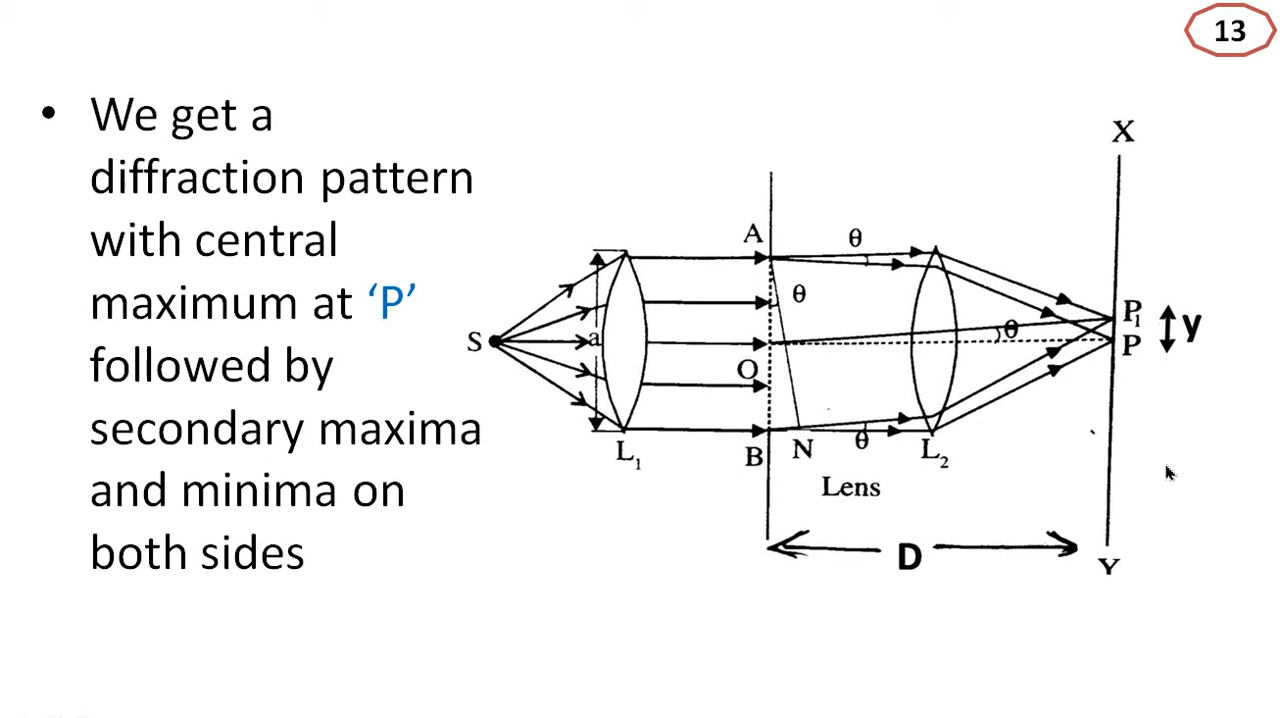 13
• We get a
diffraction pattern
with central
maximum at ‘P’
followed by
secondary maxima
and minima on
both sides
X
A
θ
θ
P₁
y
S
a
θ
P
O
L₁
B
N
θ
L₂
Lens
D
Y